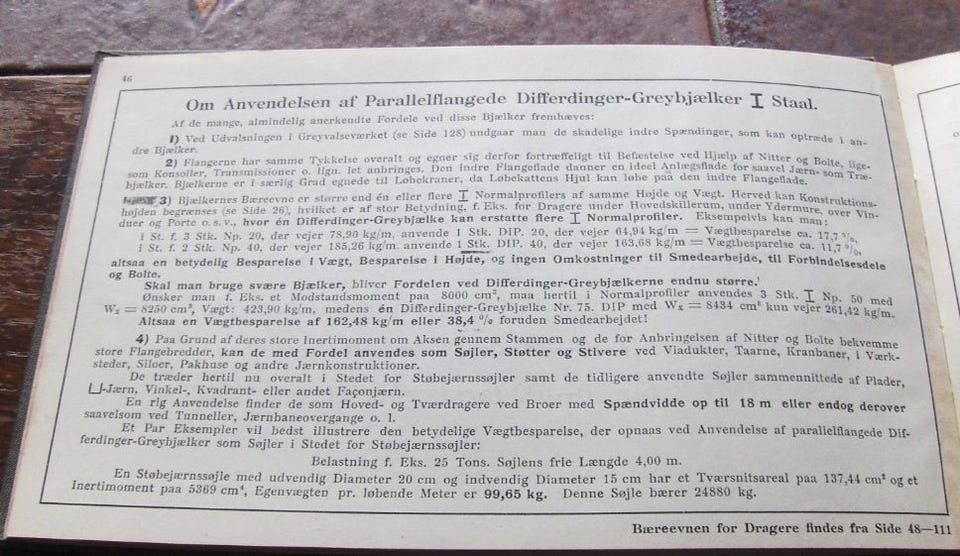 46
Om Anvendelsen af Parallelflangede Differdinger-Greybjælker I Staal.
Af de mange, almindelig anerkendte Fordele ved disse Bjælker fremhæves:
1) Ved Udvalsningen i Greyvalseværket (se Side 128) undgaar man de skadelige indre Spændinger, som kan optræde i an-
dre Bjælker.
2) Flangerne har samme Tykkelse overalt og egner sig derfor fortræffeligt til Befæstelse ved Hjælp af Nitter og Bolte, lige-
som Konsoller, Transmissioner o. lign. let anbringes. Den indre Flangeflade danner en ideel Anlægsflade for saavel Jærn- som Træ-
bjælker. Bjælkerne er i særlig Grad egnede til Løbekraner, da Løbekattens Hjul kan løbe paa den indre Flangeflade.
3) Bjælkernes Bæreevne er større end én eller flere I Normalprofilers af samme Højde og Vægt. Herved kan Konstruktions-
højden begrænses (se Side 26), hvilket er af stor Betydning, f. Eks. for Dragere under Hovedskillerum, under Ydermure, over Vin-
duer og Porte o. s. v., hvor én Differdinger-Greybjælke kan erstatte flere I Normalprofiler. Eksempelvis kan man:
i St. f. 3 Stk. Np. 20, der vejer 78,90 kg/m, anvende 1 Stk. DIP. 20, der vejer 64,94 kg/m = Vægtbesparelse ca. 17,7 %,
i St. f. 2 Stk. Np. 40, der vejer 185,26 kg/m. anvende 1 Stk. DIP. 40, der vejer 163,68 kg/m = Vægtbesparelse ca. 11,7 %,
altsaa en betydelig Besparelse i Vægt, Besparelse i Højde, og ingen Omkostninger til Smedearbejde, til Forbindelsesdele
og Bolte.
Skal man bruge svære Bjælker, bliver Fordelen ved Differdinger-Greybjælkerne endnu større.
Ønsker man f. Eks. et Modstandsmoment paa 8000 cm³, maa hertil i Normalprofiler anvendes 3 Stk. I Np. 50 med
Wx = 8250 cm³, Vægt: 423,90 kg/m, medens én Differdinger-Greybjælke Nr. 75. DIP med Wx = 8434 cm³ kun vejer 261,42 kg/m.
Altsaa en Vægtbesparelse af 162,48 kg/m eller 38,4 % foruden Smedearbejdet!
4) Paa Grund af deres store Inertimoment om Aksen gennem Stammen og de for Anbringelsen af Nitter og Bolte bekvemme
store Flangebredder, kan de med Fordel anvendes som Søjler, Støtter og Stivere ved Viadukter, Taarne, Kranbaner, i Værk-
steder, Siloer, Pakhuse og andre Jærnkonstruktioner.
De træder hertil nu overalt i Stedet for Støbejærnssøjler samt de tidligere anvendte Søjler sammennittede af Plader,
⊔-Jærn, Vinkel-, Kvadrant- eller andet Façonjærn.
En rig Anvendelse finder de som Hoved- og Tværdragere ved Broer med Spændvidde op til 18 m eller endog derover
saavelsom ved Tunneller, Jærnbaneovergange o. l.
Et Par Eksempler vil bedst illustrere den betydelige Vægtbesparelse, der opnaas ved Anvendelse af parallelflangede Dif-
ferdinger-Greybjælker som Søjler i Stedet for Støbejærnssøjler:
Belastning f. Eks. 25 Tons. Søjlens frie Længde 4,00 m.
En Støbejærnssøjle med udvendig Diameter 20 cm og indvendig Diameter 15 cm har et Tværsnitsareal paa 137,44 cm² og et
Inertimoment paa 5369 cm⁴, Egenvægten pr. løbende Meter er 99,65 kg. Denne Søjle bærer 24880 kg.
Bæreevnen for Dragere findes fra Side 48—111